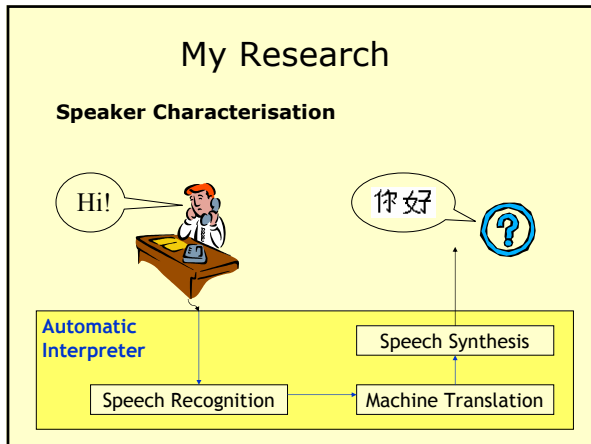 My Research
Speaker Characterisation
Hi!
你好
?
Automatic
Interpreter
Speech Synthesis
Speech Recognition
Machine Translation